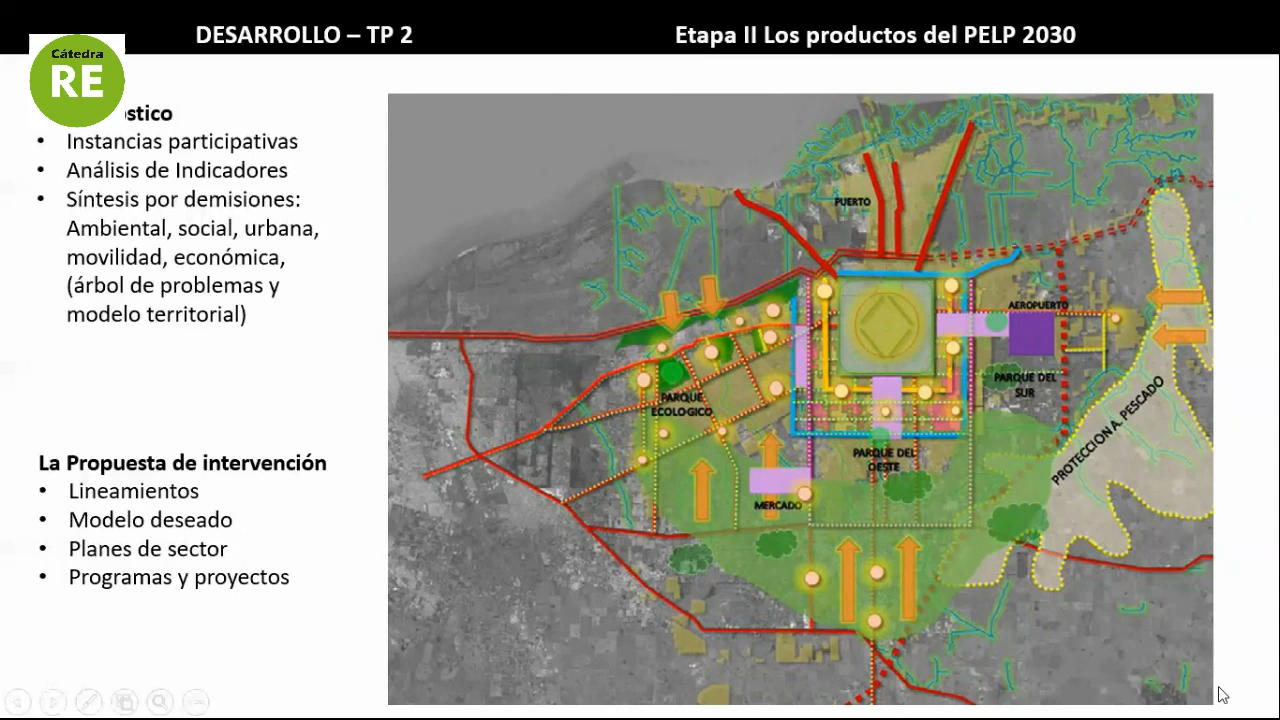 DESARROLLO – TP 2
Etapa II Los productos del PELP 2030
Cátedra
RE
óstico
• Instancias participativas
• Análisis de Indicadores
• Síntesis por demisiones:
Ambiental, social, urbana,
movilidad, económica,
(árbol de problemas y
modelo territorial)
La Propuesta de intervención
• Lineamientos
• Modelo deseado
• Planes de sector
• Programas y proyectos
PUERTO
AEROPUERTO
PARQUE DEL
SUR
PARQUE
ECOLOGICO
PROTECCION A. PESCADO
PARQUE DEL
OESTE
MERCADO